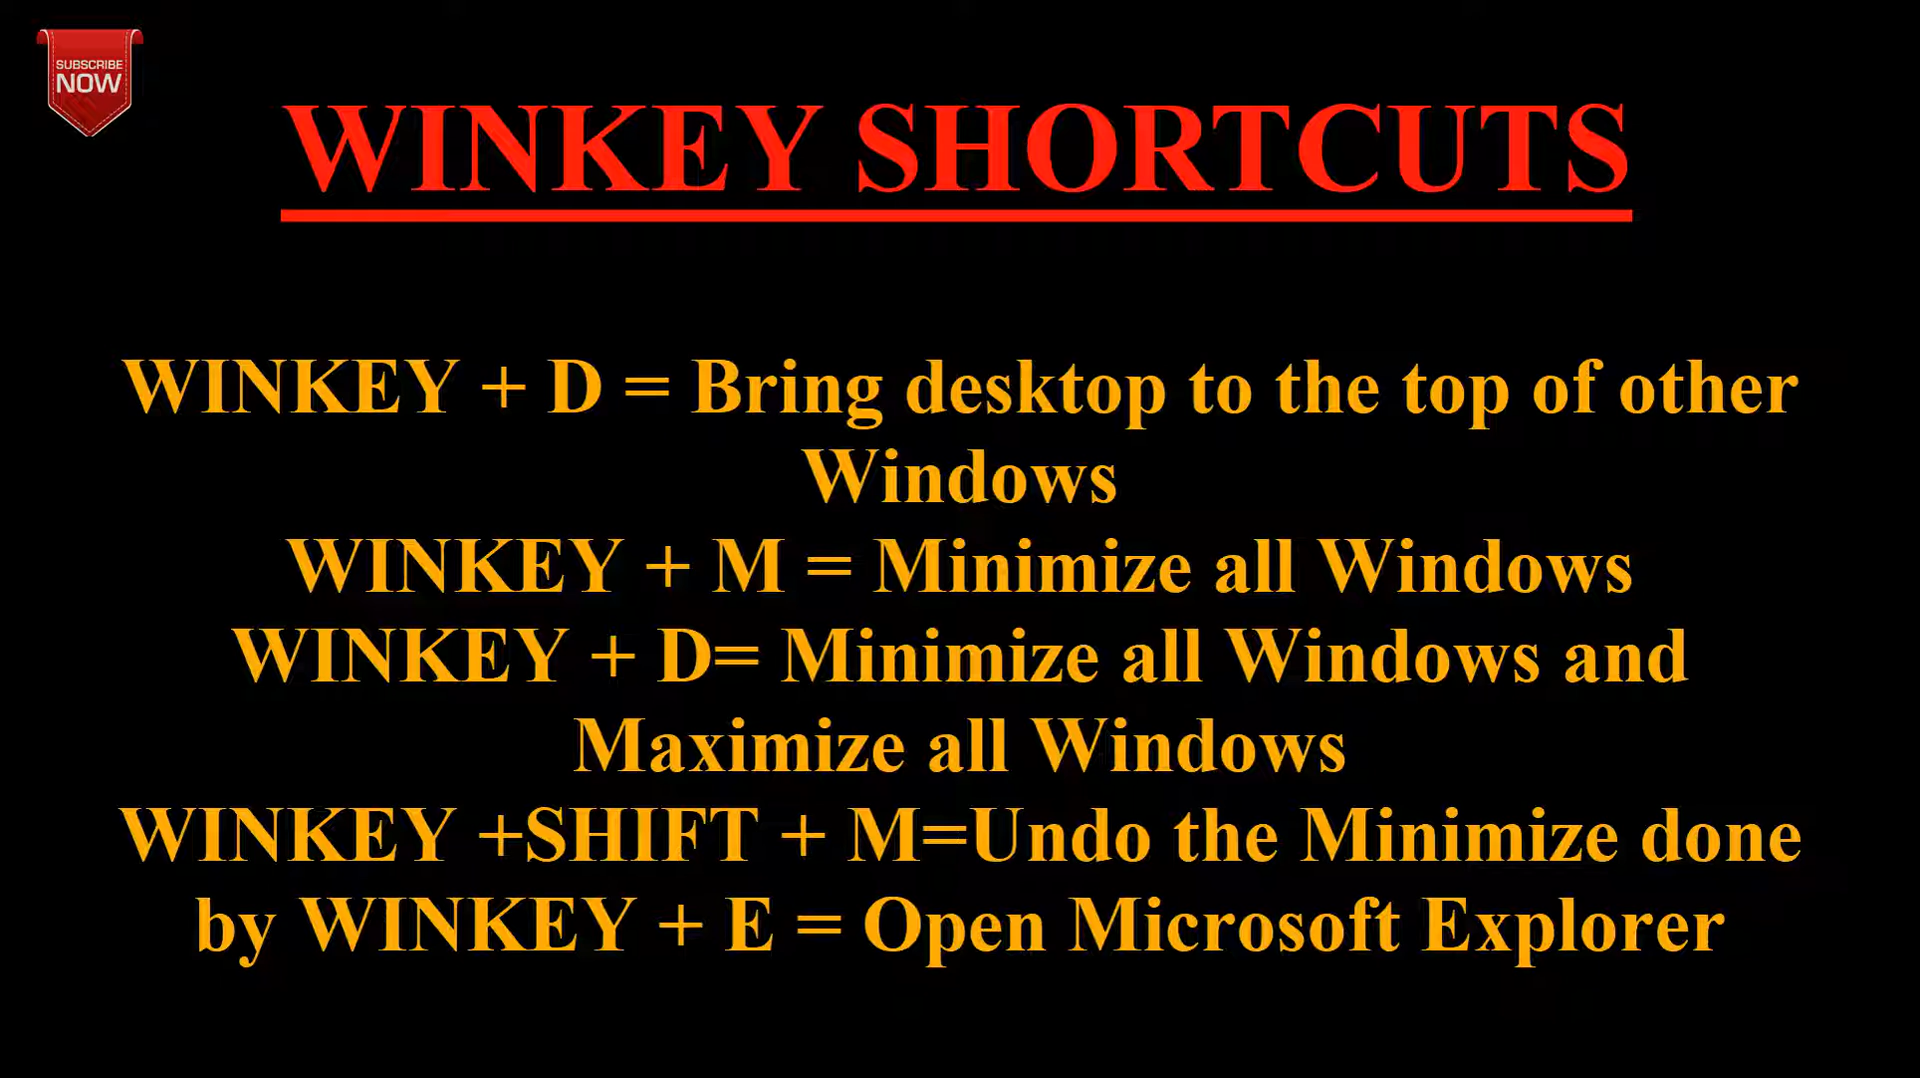 SUBSCRIBE
NOW
WINKEY SHORTCUTS
WINKEY + D = Bring desktop to the top of other
Windows
WINKEY + M = Minimize all Windows
WINKEY + D= Minimize all Windows and
Maximize all Windows
WINKEY +SHIFT + M=Undo the Minimize done
by WINKEY + E = Open Microsoft Explorer